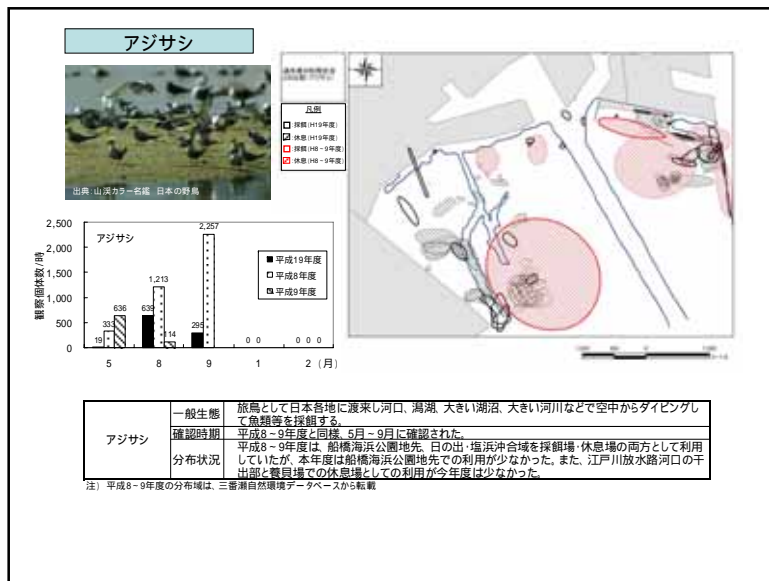 アジサシ
出典:山渓カラー名鑑 日本の野鳥
凡例
:採餌(H19年度)
:休息(H19年度)
:採餌(H8~9年度)
:休息(H8~9年度)
アジサシ
観察個体数/時
2,500
2,000
1,500
1,000
500
0
平成19年度
平成8年度
平成9年度
19
333
636
639
1,213
114
295
2,257
0 0
0 0 0
5 8 9 1 2 (月)
アジサシ
一般生態
旅鳥として日本各地に渡来し河口、潟湖、大きい湖沼、大きい河川などで空中からダイビングし
て魚類等を採餌する。
確認時期
平成8~9年度と同様、5月~9月に確認された。
分布状況
平成8~9年度は、船橋海浜公園地先、日の出・塩浜沖合域を採餌場・休息場の両方として利用
していたが、本年度は船橋海浜公園地先での利用が少なかった。また、江戸川放水路河口の干
出部と養貝場での休息場としての利用が今年度は少なかった。
注) 平成8~9年度の分布域は、三番瀬自然環境データベースから転載